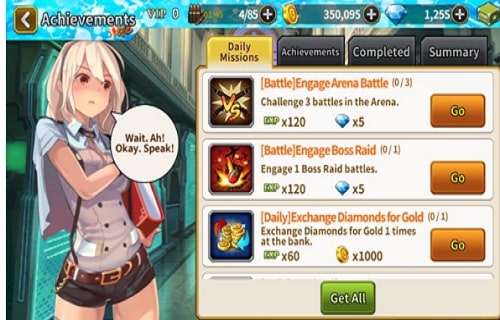 Achievements
VIP 0
4/85
350,095
1,255
Daily
Missions
Achievements
Completed
Summary
[Battle]Engage Arena Battle (0/3)
Challenge 3 battles in the Arena.
EXP x120 x5
Go
[Battle]Engage Boss Raid (0/1)
Engage 1 Boss Raid battles.
EXP x120 x5
Go
[Daily]Exchange Diamonds for Gold (0/1)
Exchange Diamonds for Gold 1 times
at the bank.
EXP x60 x1000
Go
Wait. Ah!
Okay. Speak!
Get All